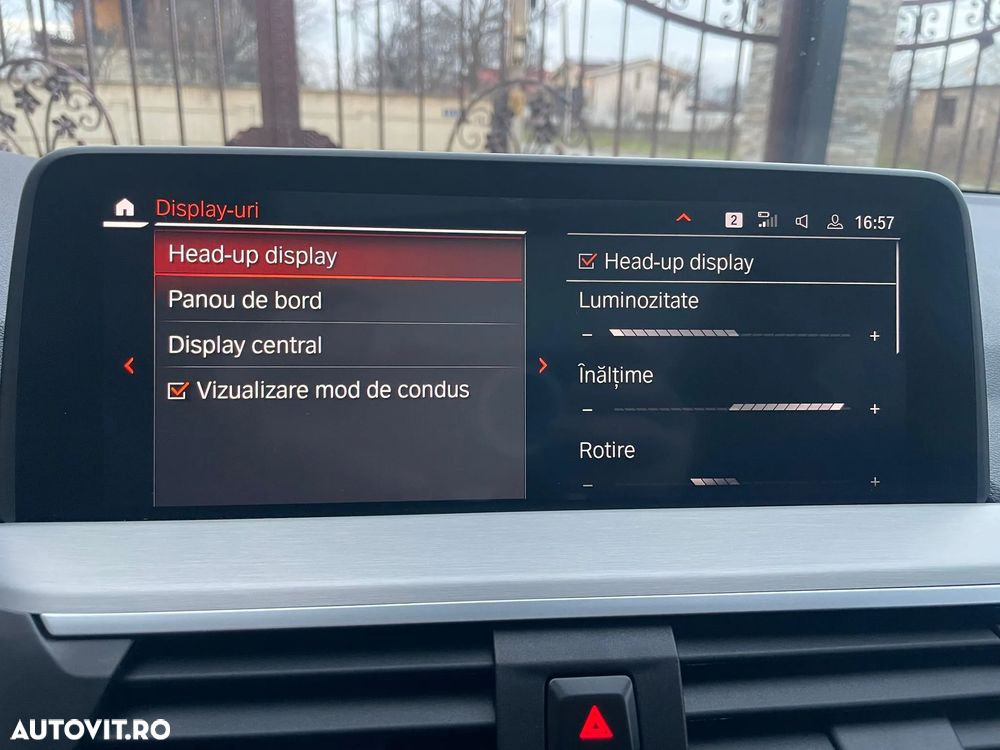 Display-uri
2
16:57
Head-up display
Panou de bord
Display central
Vizualizare mod de condus
Head-up display
Luminozitate
- +
Înălțime
- +
Rotire
- +
AUTOVIT.RO